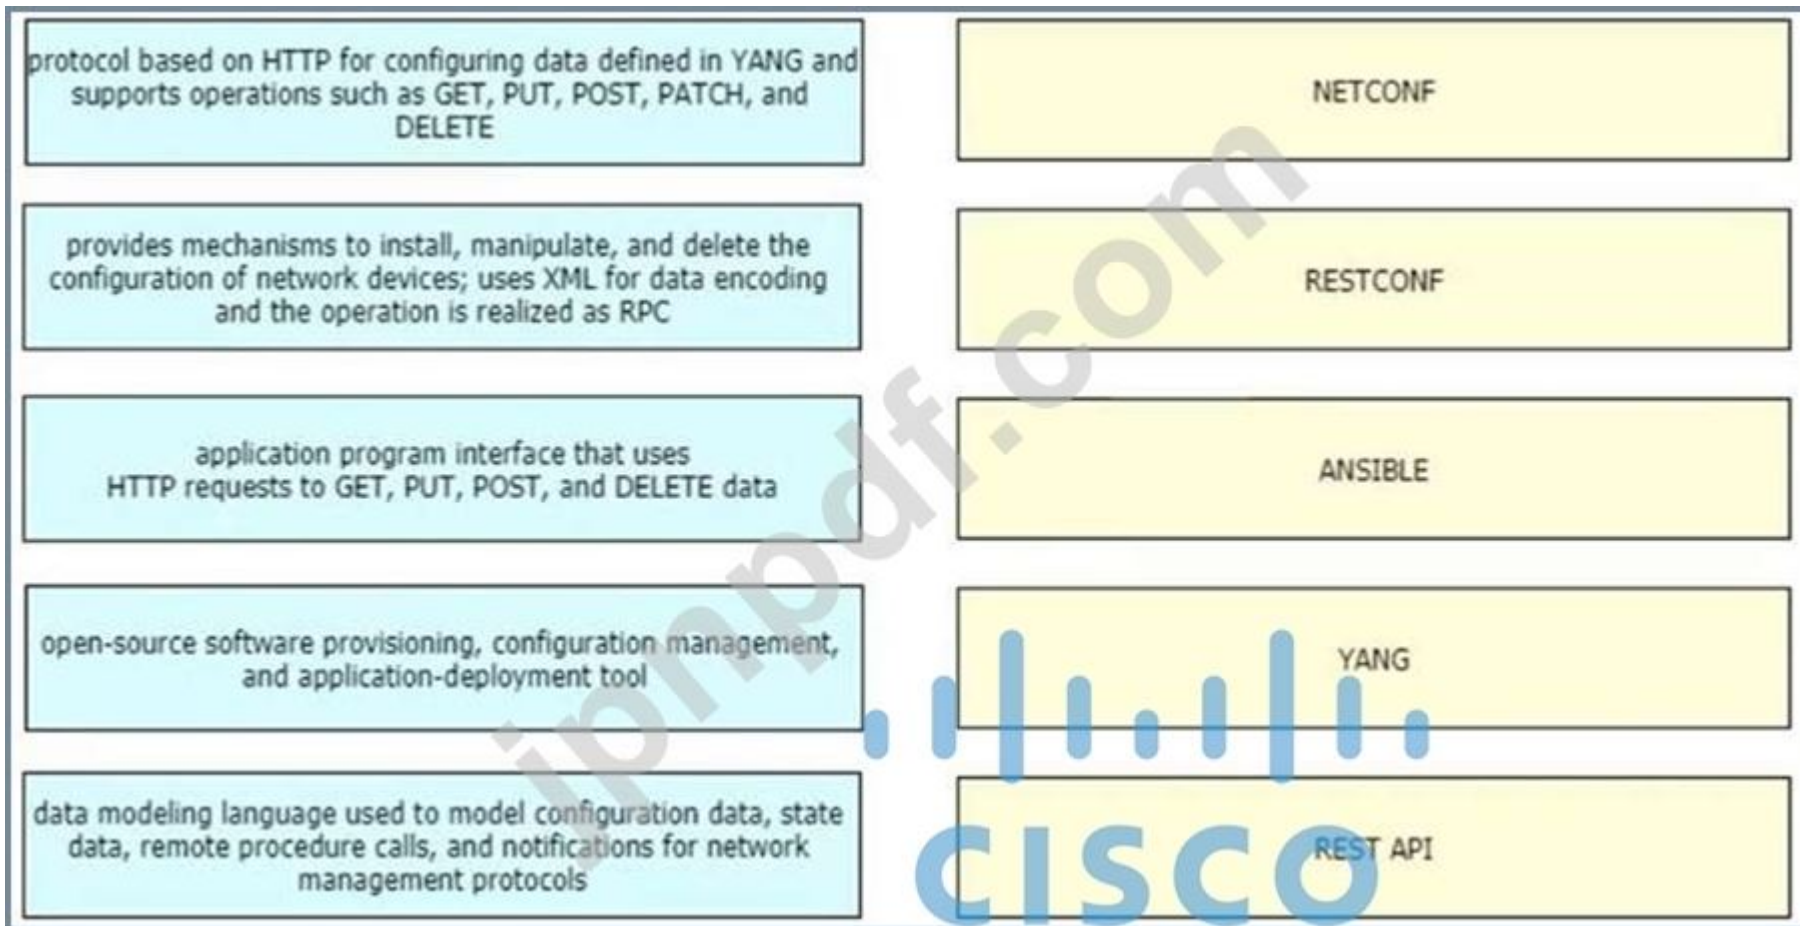 protocol based on HTTP for configuring data defined in YANG and
supports operations such as GET, PUT, POST, PATCH, and
DELETE
NETCONF
provides mechanisms to install, manipulate, and delete the
configuration of network devices; uses XML for data encoding
and the operation is realized as RPC
RESTCONF
application program interface that uses
HTTP requests to GET, PUT, POST, and DELETE data
ANSIBLE
open-source software provisioning, configuration management,
and application-deployment tool
YANG
data modeling language used to model configuration data, state
data, remote procedure calls, and notifications for network
management protocols
REST API
jpnpdf.com
CISCO